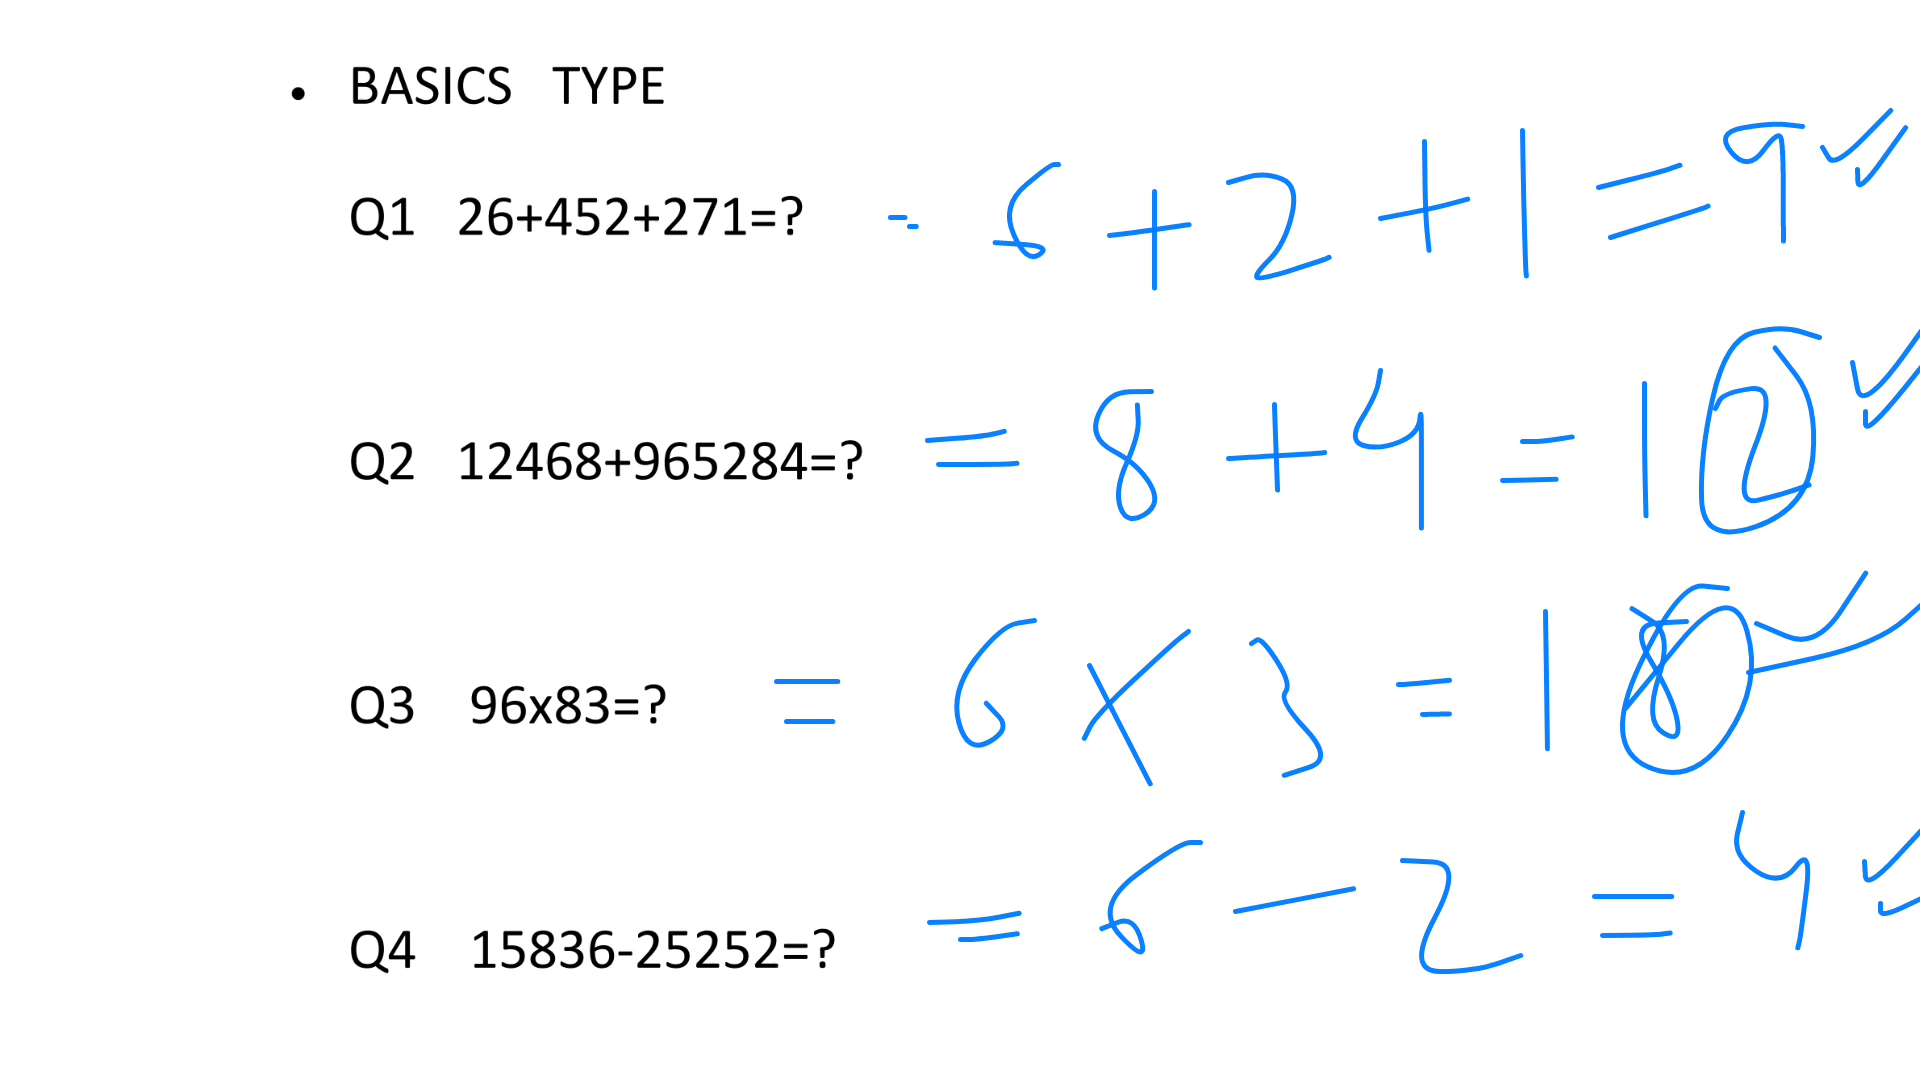 • BASICS TYPE
Q1 26+452+271=? = 6+2+1=9
Q2 12468+965284=? = 8+4=12
Q3 96x83=? = 6x3=18
Q4 15836-25252=? = 6-2=4